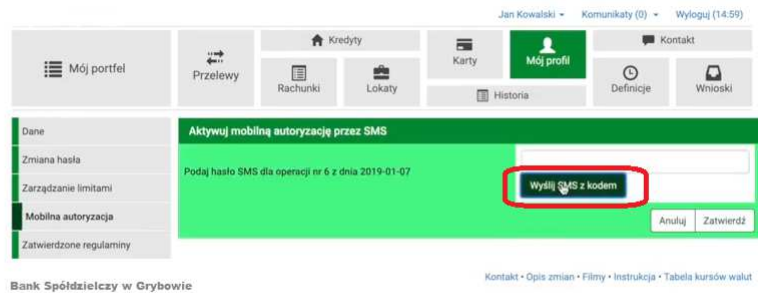 Jan Kowalski Komunikaty (0) Wyloguj (14:59)
Mój portfel
Przelewy
Kredyty
Rachunki
Lokaty
Karty
Mój profil
Historia
Kontakt
Definicje
Wnioski
Dane
Zmiana hasła
Zarządzanie limitami
Mobilna autoryzacja
Zatwierdzone regulaminy
Aktywuj mobilną autoryzację przez SMS
Podaj hasło SMS dla operacji nr 6 z dnia 2019-01-07
Wyślij SMS z kodem
Anuluj Zatwierdź
Kontakt • Opis zmian • Filmy • Instrukcja • Tabela kursów walut
Bank Spółdzielczy w Grybowie